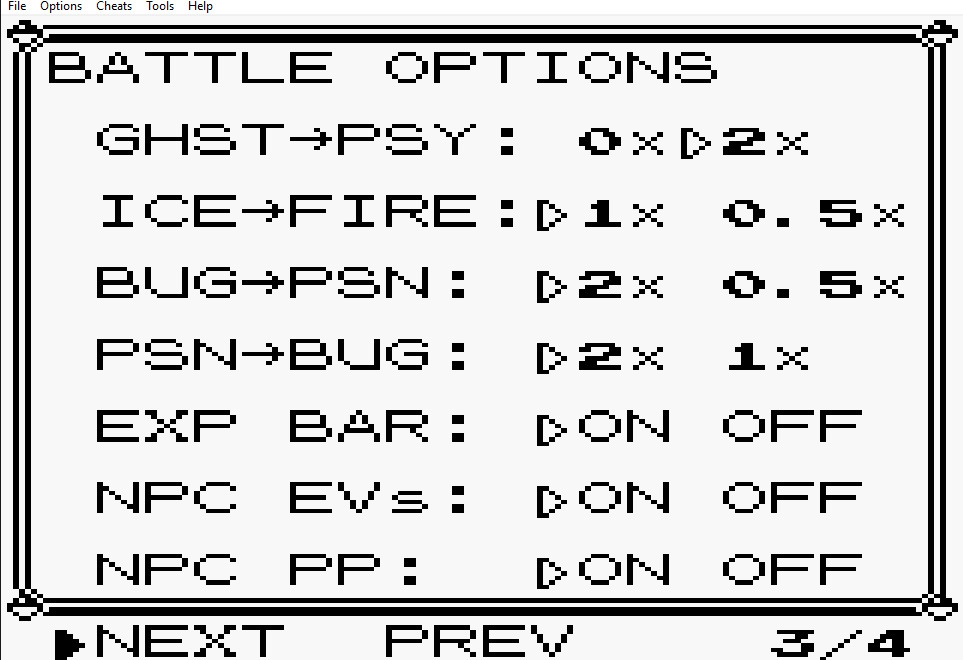 File Options Cheats Tools Help
BATTLE OPTIONS
GHST→PSY: 0x ▷2x
ICE→FIRE: ▷1x 0.5x
BUG→PSN: ▷2x 0.5x
PSN→BUG: ▷2x 1x
EXP BAR: ▷ON OFF
NPC EVs: ▷ON OFF
NPC PP: ▷ON OFF
▶NEXT PREV 3/4